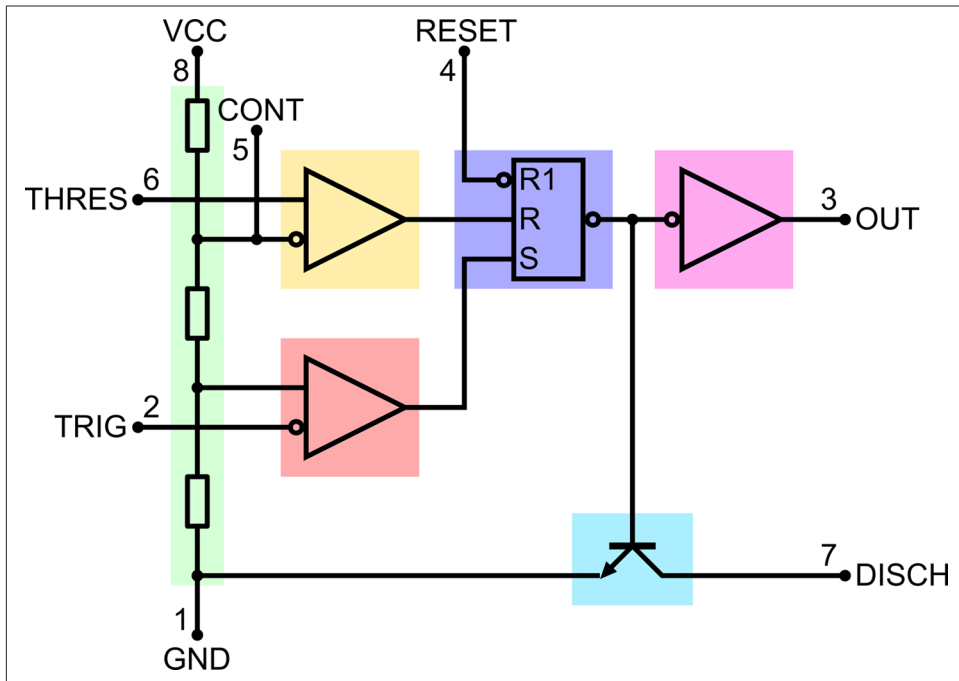 VCC
RESET
8
4
CONT
5
6
THRES
R1
R
3
OUT
S
2
TRIG
7
DISCH
1
GND